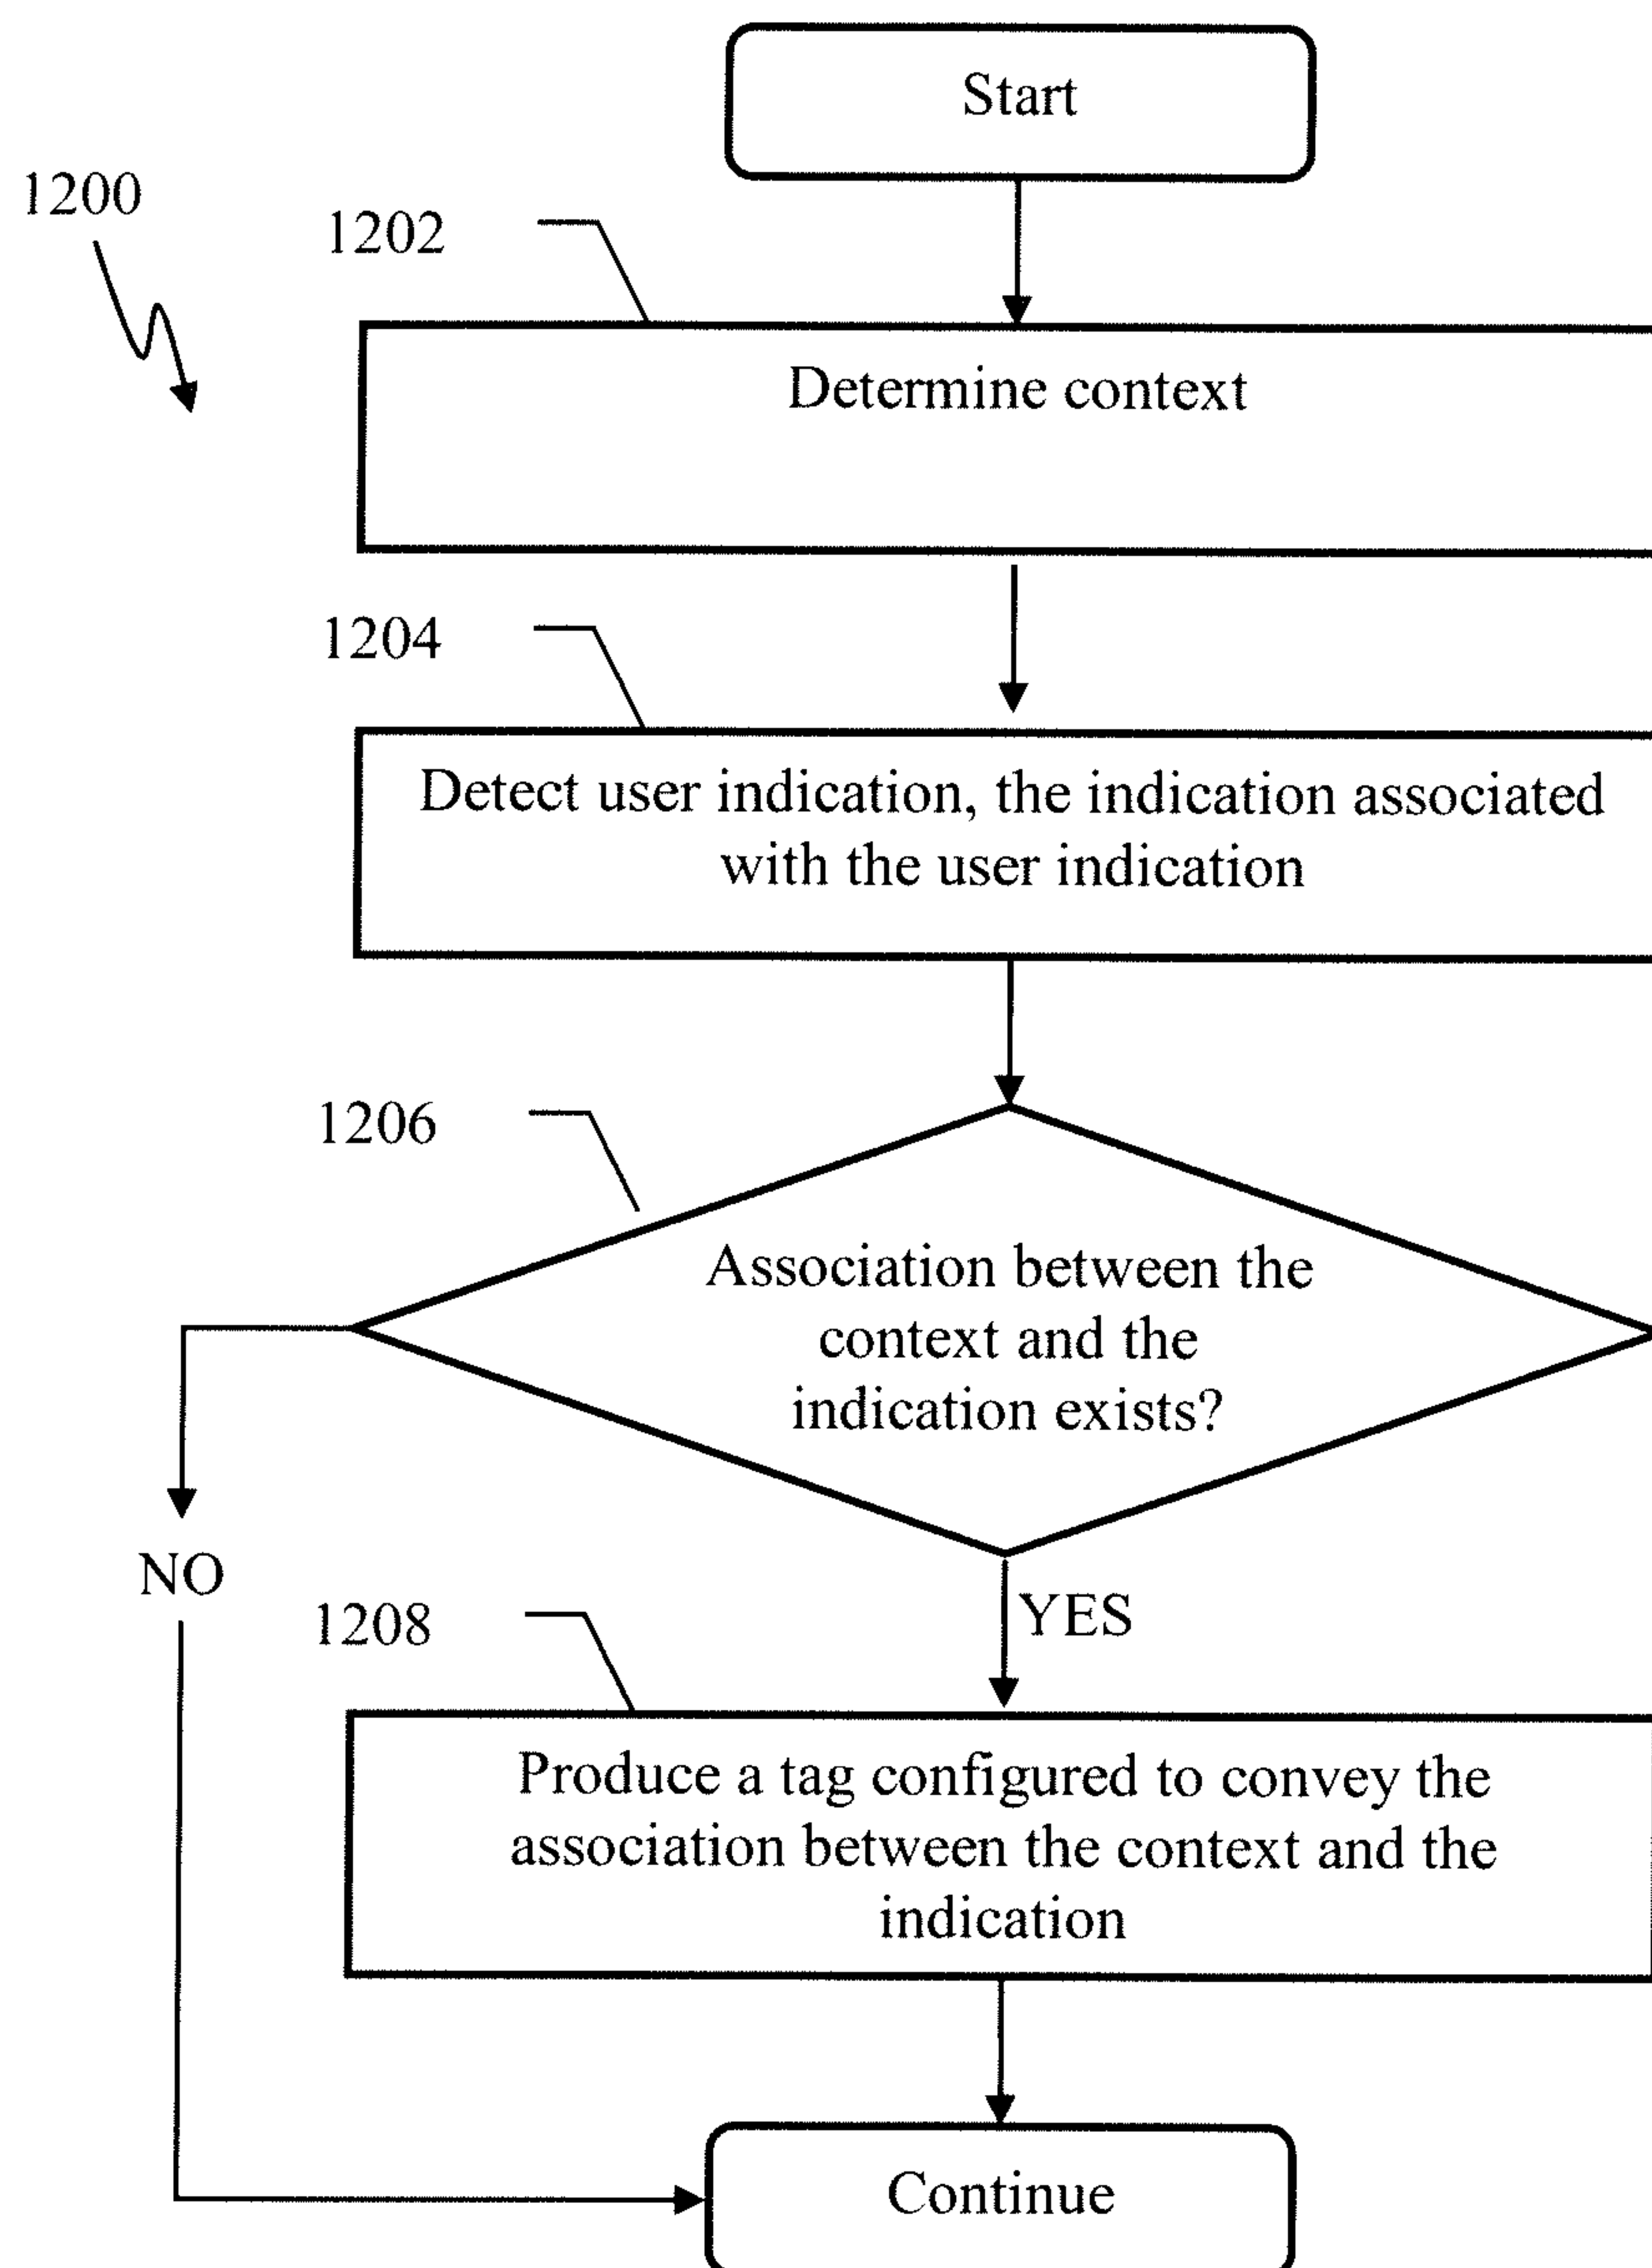 Start
1200
1202
Determine context
1204
Detect user indication, the indication associated
with the user indication
1206
Association between the
context and the
indication exists?
NO
YES
1208
Produce a tag configured to convey the
association between the context and the
indication
Continue